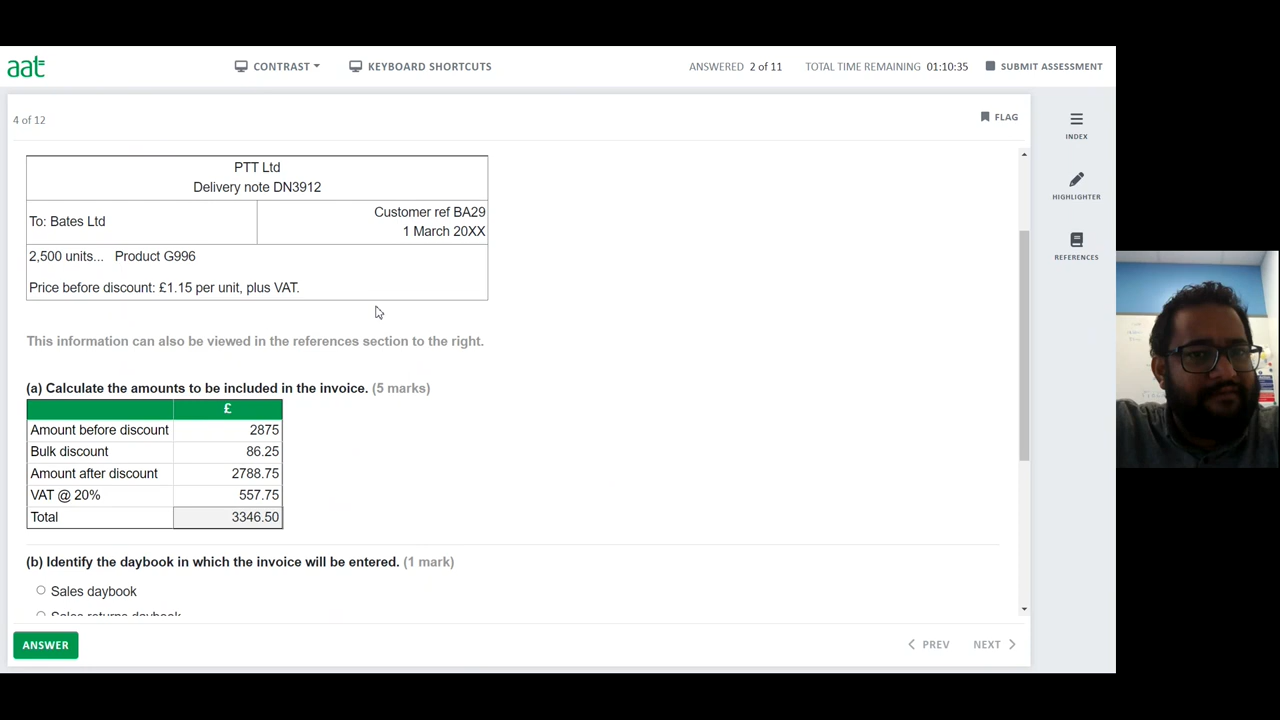 aat
CONTRAST
KEYBOARD SHORTCUTS
ANSWERED 2 of 11
TOTAL TIME REMAINING 01:10:35
SUBMIT ASSESSMENT
4 of 12
FLAG
INDEX
HIGHLIGHTER
REFERENCES
PTT Ltd
Delivery note DN3912
To: Bates Ltd
Customer ref BA29
1 March 20XX
2,500 units... Product G996
Price before discount: £1.15 per unit, plus VAT.
This information can also be viewed in the references section to the right.
(a) Calculate the amounts to be included in the invoice. (5 marks)
£
Amount before discount 2875
Bulk discount 86.25
Amount after discount 2788.75
VAT @ 20% 557.75
Total 3346.50
(b) Identify the daybook in which the invoice will be entered. (1 mark)
Sales daybook
Sales returns daybook
ANSWER
PREV
NEXT